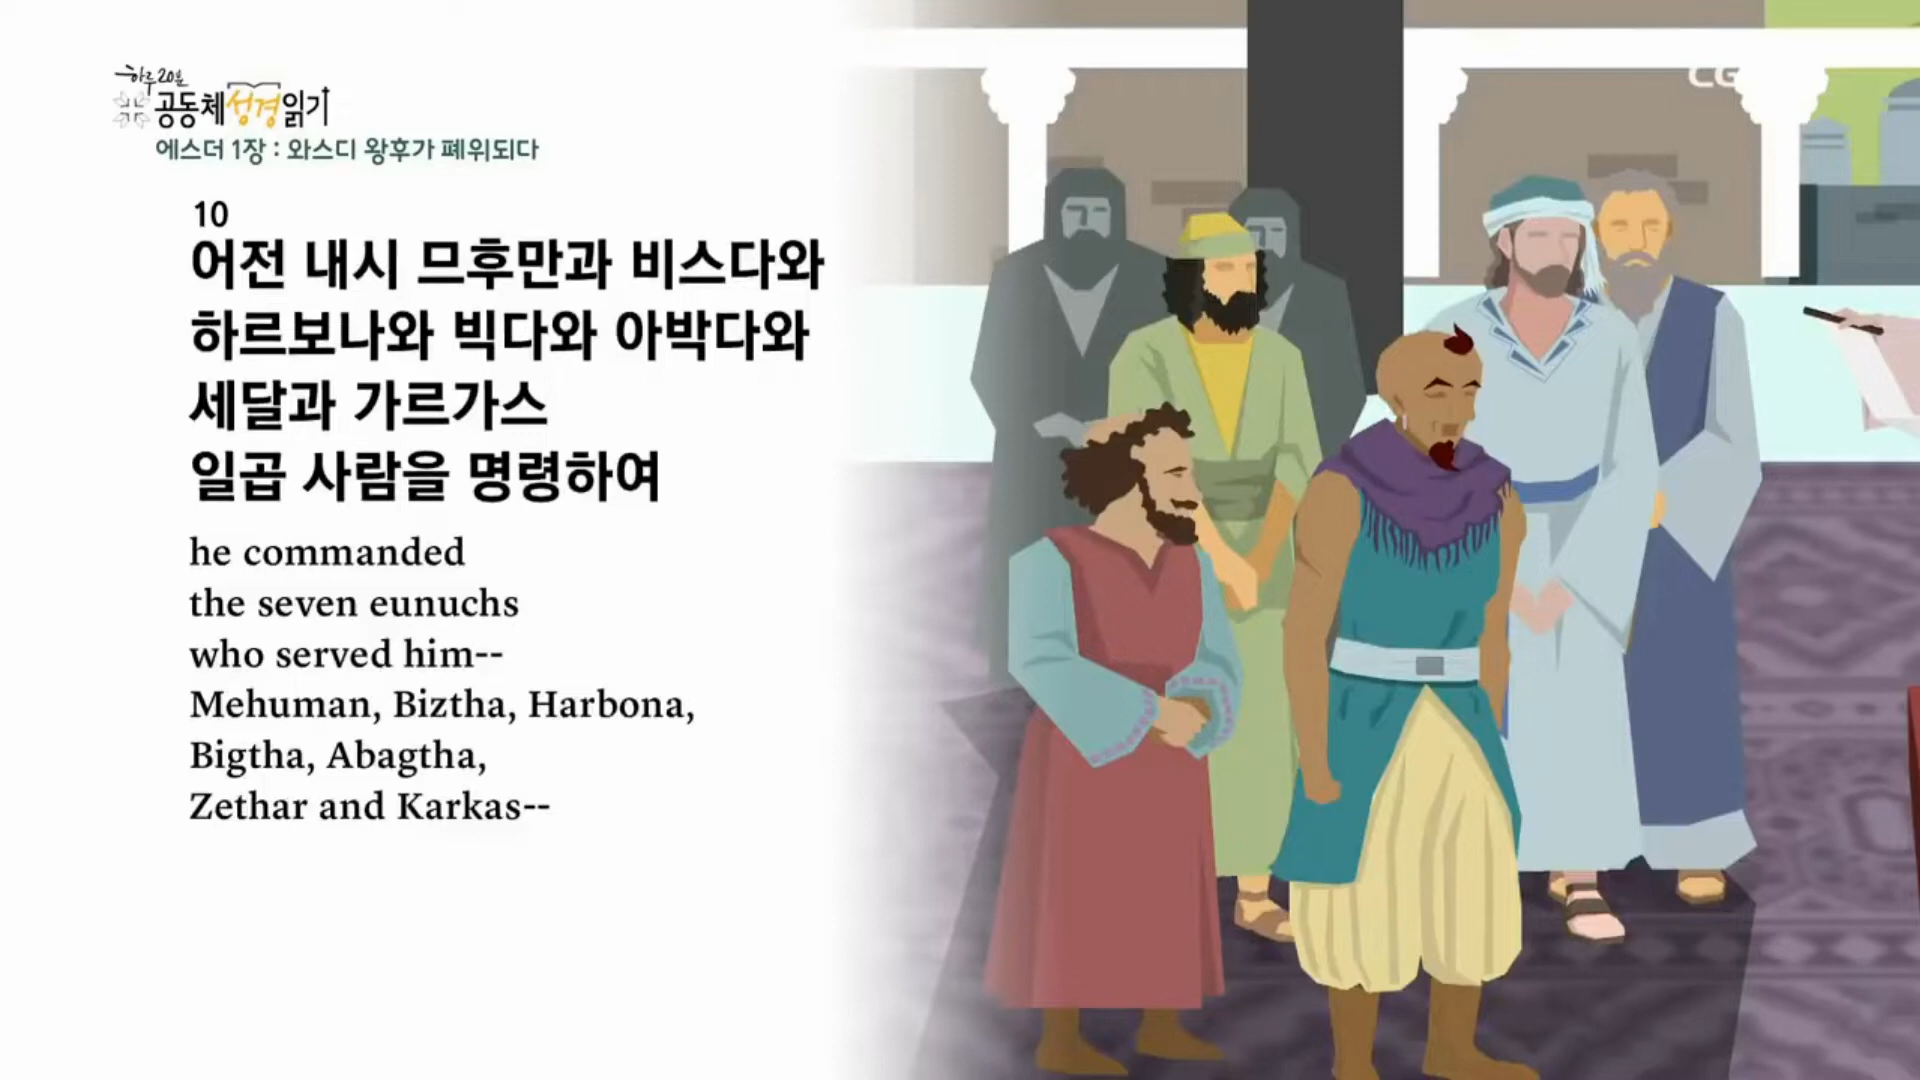 하루 20분
공동체성경읽기
에스더 1장 : 와스디 왕후가 폐위되다
10
어전 내시 므후만과 비스다와
하르보나와 빅다와 아박다와
세달과 가르가스
일곱 사람을 명령하여
he commanded
the seven eunuchs
who served him--
Mehuman, Biztha, Harbona,
Bigtha, Abagtha,
Zethar and Karkas--